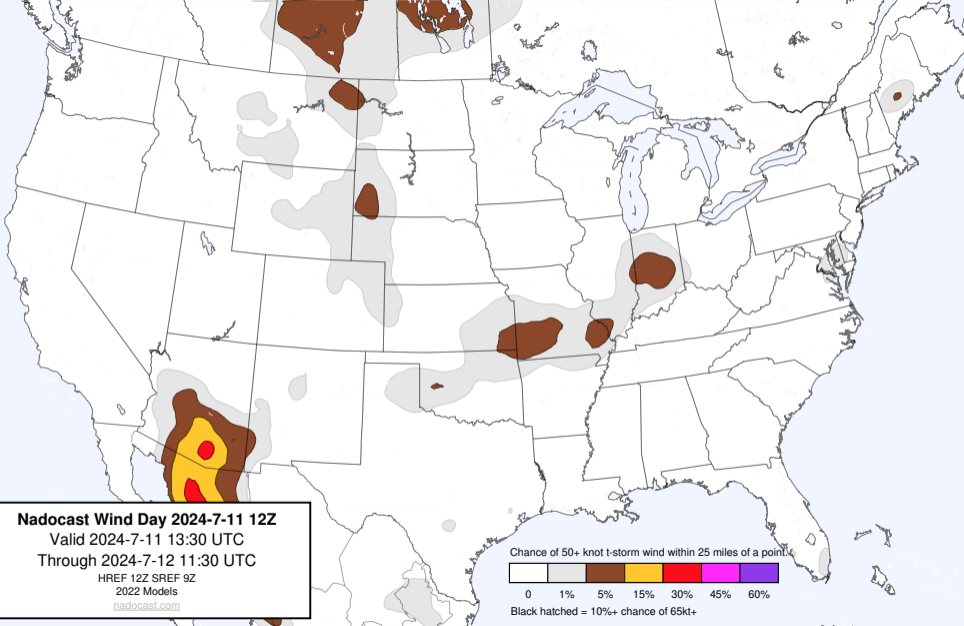 Nadocast Wind Day 2024-7-11 12Z
Valid 2024-7-11 13:30 UTC
Through 2024-7-12 11:30 UTC
HREF 12Z SREF 9Z
2022 Models
nadocast.com
Chance of 50+ knot t-storm wind within 25 miles of a point.
0 1% 5% 15% 30% 45% 60%
Black hatched = 10%+ chance of 65kt+